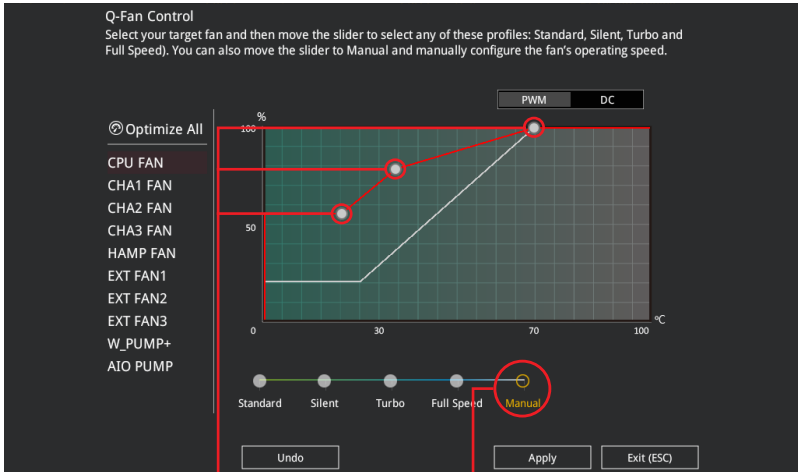 Q-Fan Control
Select your target fan and then move the slider to select any of these profiles: Standard, Silent, Turbo and
Full Speed). You can also move the slider to Manual and manually configure the fan's operating speed.
PWM
DC
Optimize All
CPU FAN
CHA1 FAN
CHA2 FAN
CHA3 FAN
HAMP FAN
EXT FAN1
EXT FAN2
EXT FAN3
W_PUMP+
AIO PUMP
%
100
50
0
30
70
100
ºC
Standard
Silent
Turbo
Full Speed
Manual
Undo
Apply
Exit (ESC)